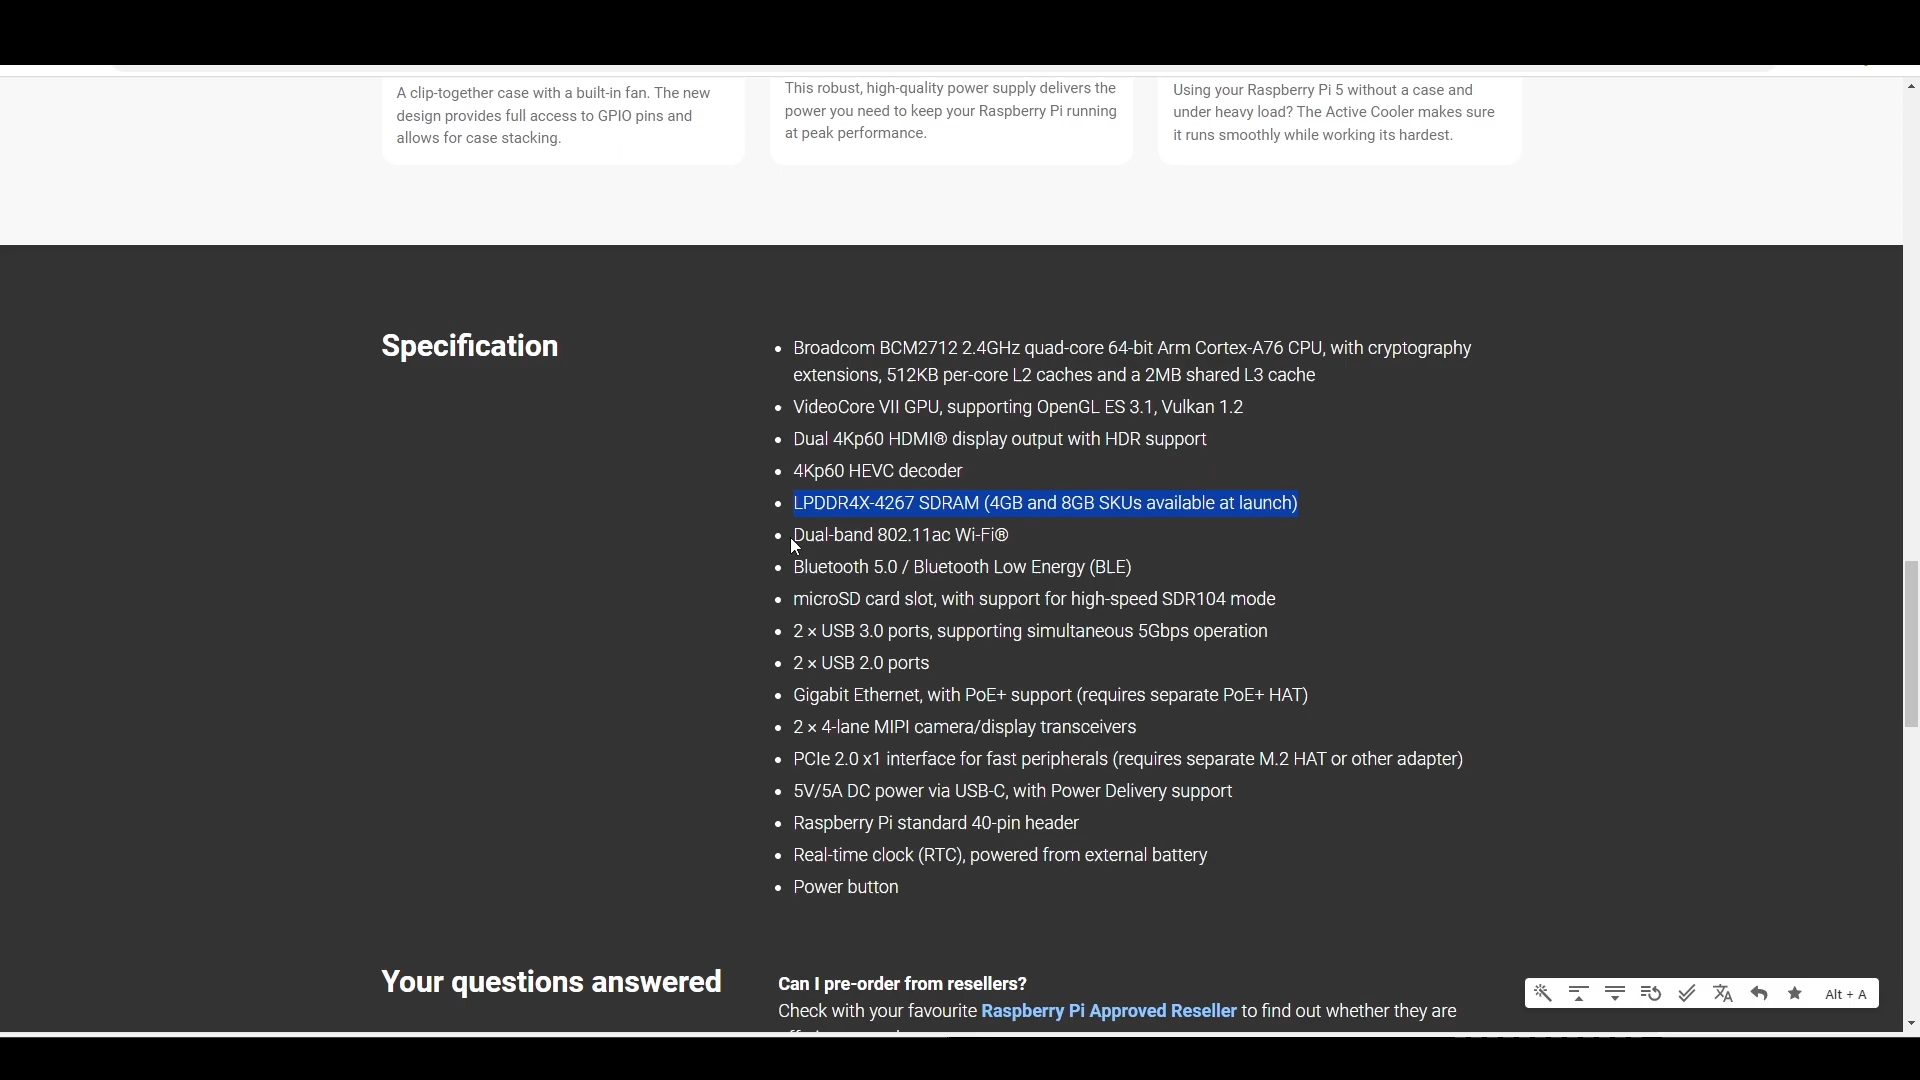 A clip-together case with a built-in fan. The new
design provides full access to GPIO pins and
allows for case stacking.
This robust, high-quality power supply delivers the
power you need to keep your Raspberry Pi running
at peak performance.
Using your Raspberry Pi 5 without a case and
under heavy load? The Active Cooler makes sure
it runs smoothly while working its hardest.
Specification
• Broadcom BCM2712 2.4GHz quad-core 64-bit Arm Cortex-A76 CPU, with cryptography
extensions, 512KB per-core L2 caches and a 2MB shared L3 cache
• VideoCore VII GPU, supporting OpenGL ES 3.1, Vulkan 1.2
• Dual 4Kp60 HDMI® display output with HDR support
• 4Kp60 HEVC decoder
• LPDDR4X-4267 SDRAM (4GB and 8GB SKUs available at launch)
• Dual-band 802.11ac Wi-Fi®
• Bluetooth 5.0 / Bluetooth Low Energy (BLE)
• microSD card slot, with support for high-speed SDR104 mode
• 2 × USB 3.0 ports, supporting simultaneous 5Gbps operation
• 2 × USB 2.0 ports
• Gigabit Ethernet, with PoE+ support (requires separate PoE+ HAT)
• 2 × 4-lane MIPI camera/display transceivers
• PCIe 2.0 x1 interface for fast peripherals (requires separate M.2 HAT or other adapter)
• 5V/5A DC power via USB-C, with Power Delivery support
• Raspberry Pi standard 40-pin header
• Real-time clock (RTC), powered from external battery
• Power button
Your questions answered
Can I pre-order from resellers?
Check with your favourite Raspberry Pi Approved Reseller to find out whether they are
Alt + A